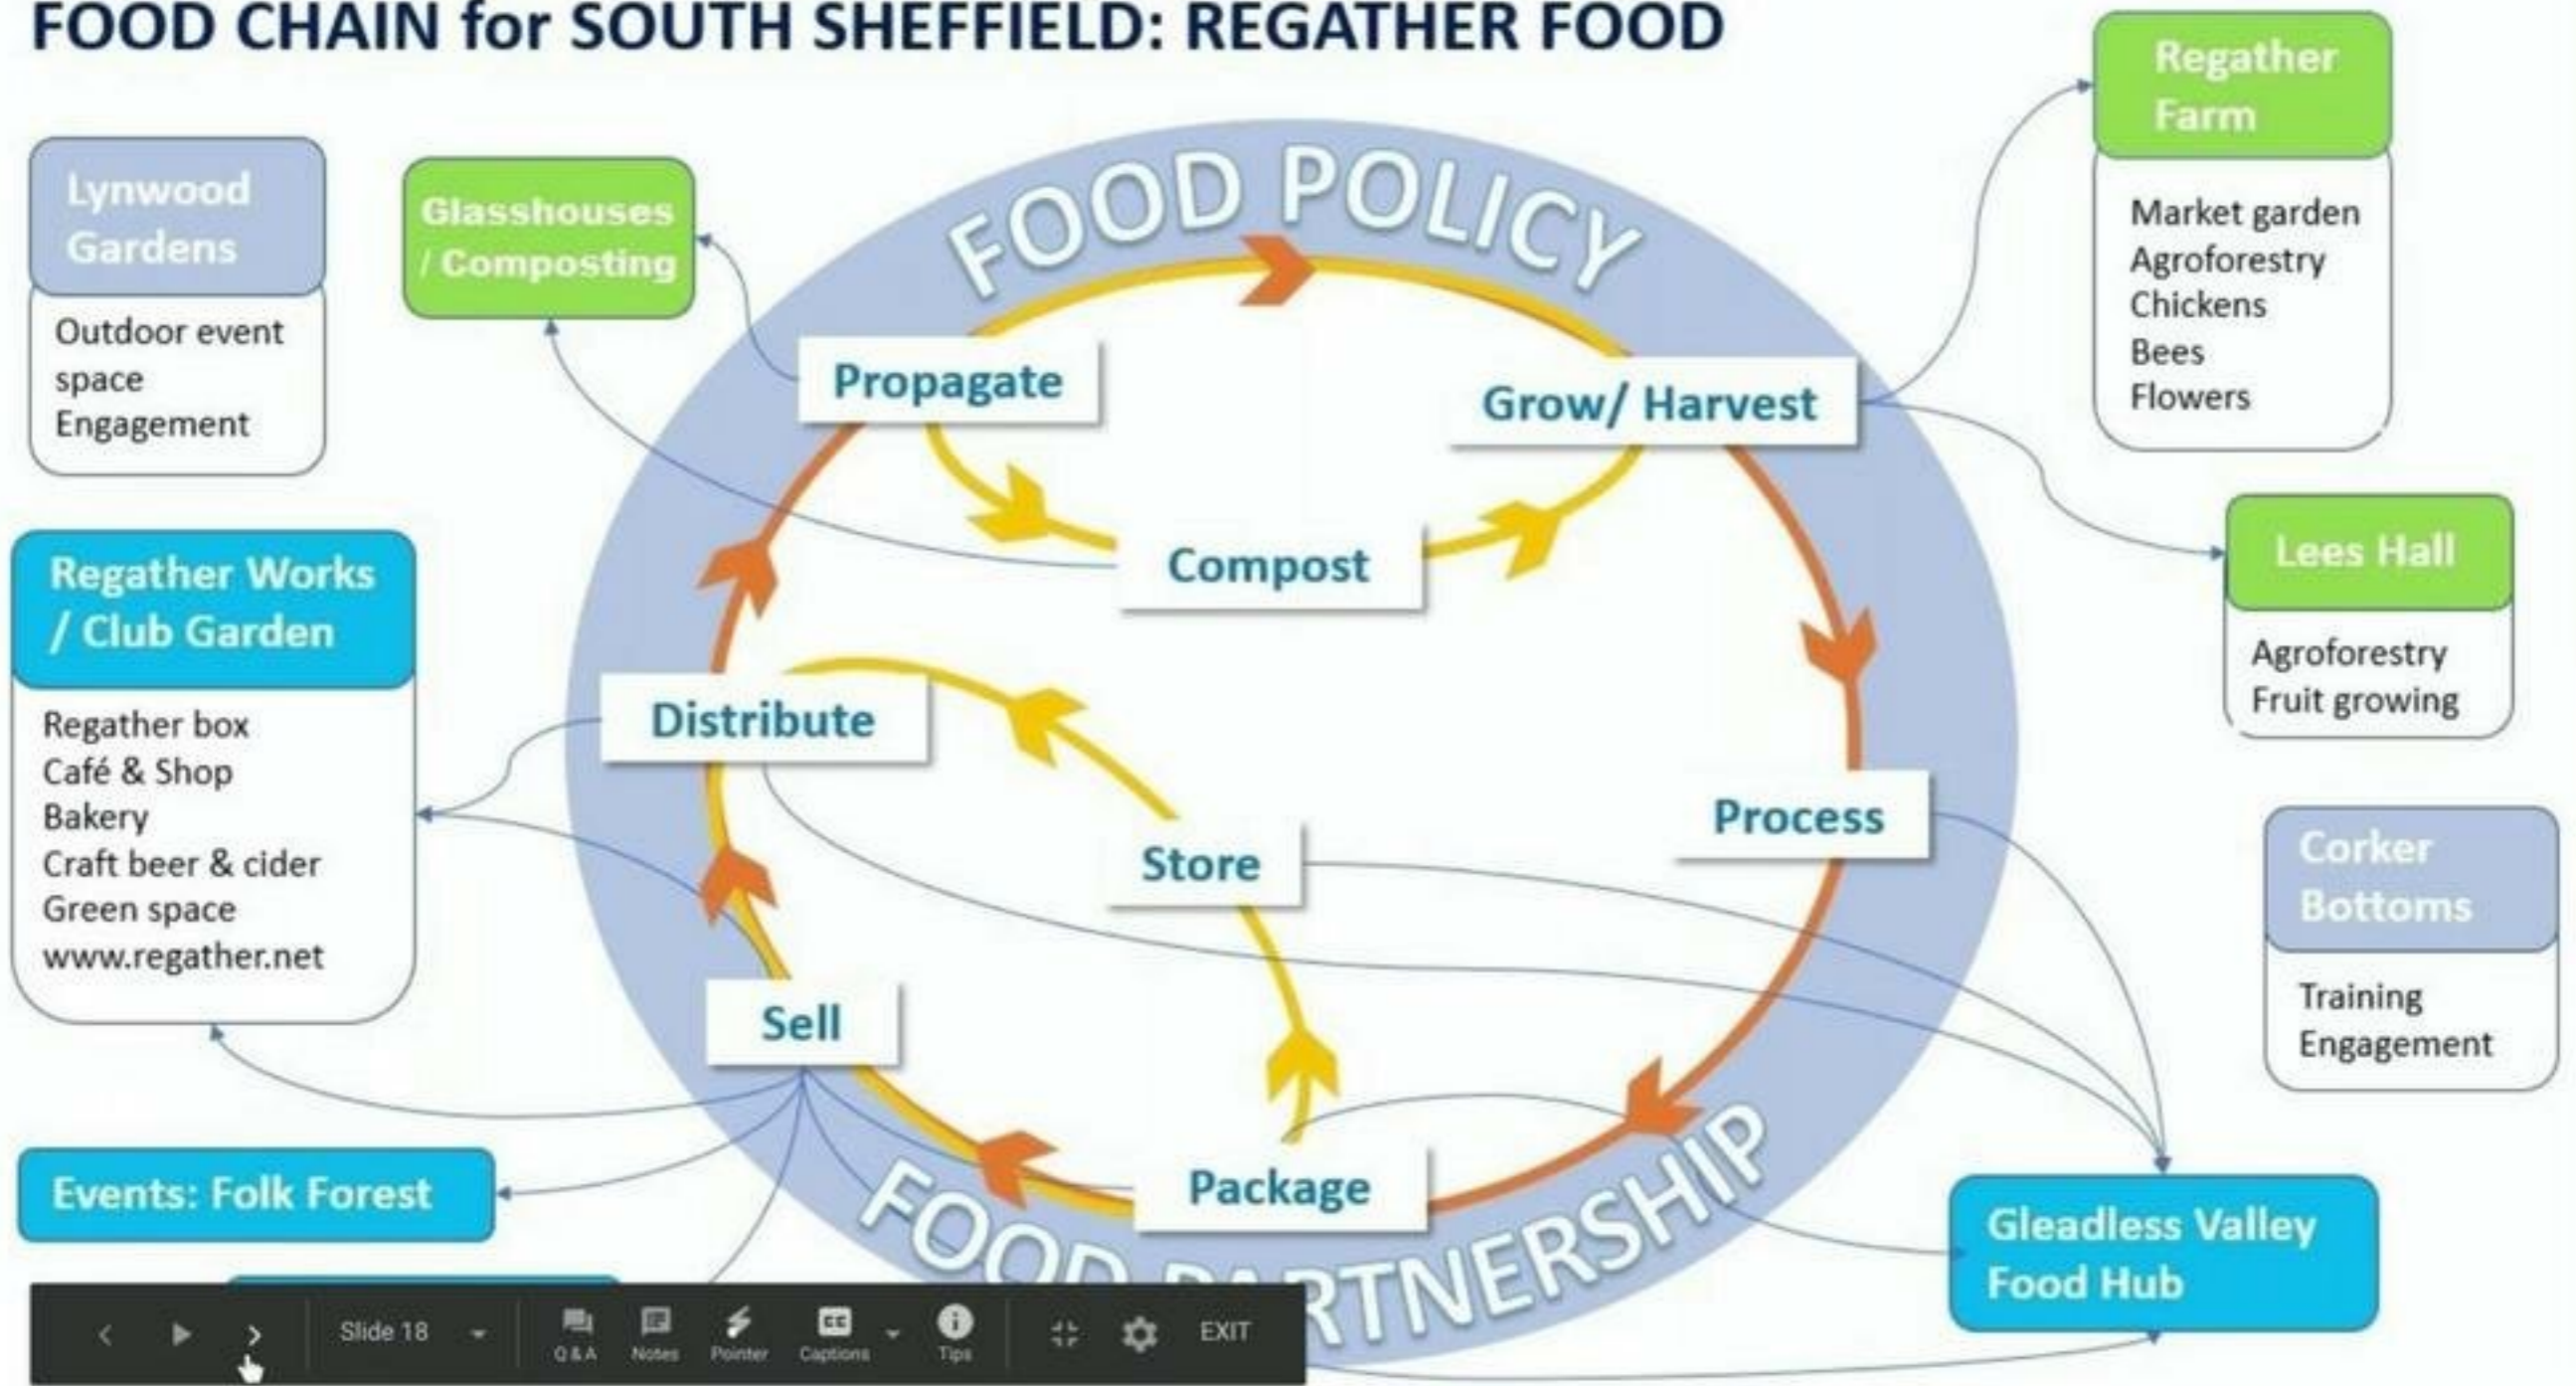 FOOD CHAIN for SOUTH SHEFFIELD: REGATHER FOOD
Regather
Farm
Market garden
Agroforestry
Chickens
Bees
Flowers
Lynwood
Gardens
Outdoor event
space
Engagement
Glasshouses
/ Composting
FOOD POLICY
Propagate
Grow/ Harvest
Compost
Lees Hall
Agroforestry
Fruit growing
Regather Works
/ Club Garden
Regather box
Café & Shop
Bakery
Craft beer & cider
Green space
www.regather.net
Distribute
Store
Process
Corker
Bottoms
Training
Engagement
Sell
Package
Events: Folk Forest
FOOD PARTNERSHIP
Gleadless Valley
Food Hub
Slide 18
Q&A
Notes
Pointer
CC
Captions
Tips
EXIT